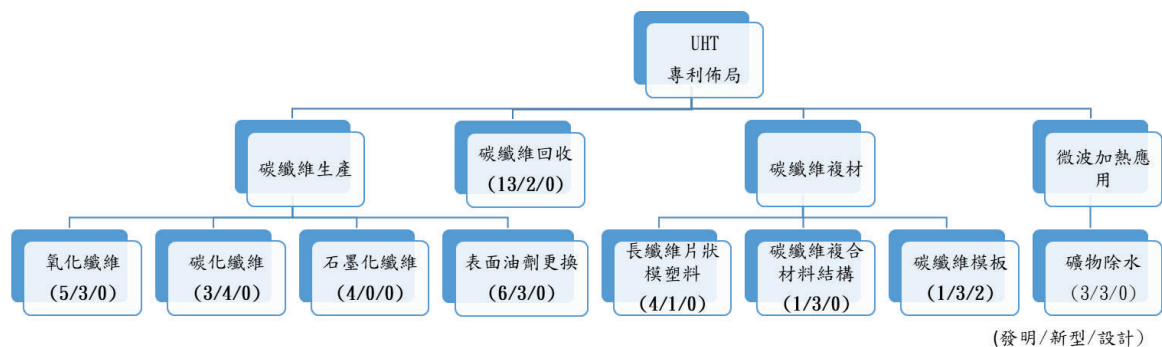 UHT
專利佈局
碳纖維生產
碳纖維回收
(13/2/0)
碳纖維複材
微波加熱應
用
氧化纖維
(5/3/0)
碳化纖維
(3/4/0)
石墨化纖維
(4/0/0)
表面油劑更換
(6/3/0)
長纖維片狀
模塑料
(4/1/0)
碳纖維複合
材料結構
(1/3/0)
碳纖維模板
(1/3/2)
礦物除水
(3/3/0)
(發明/新型/設計)